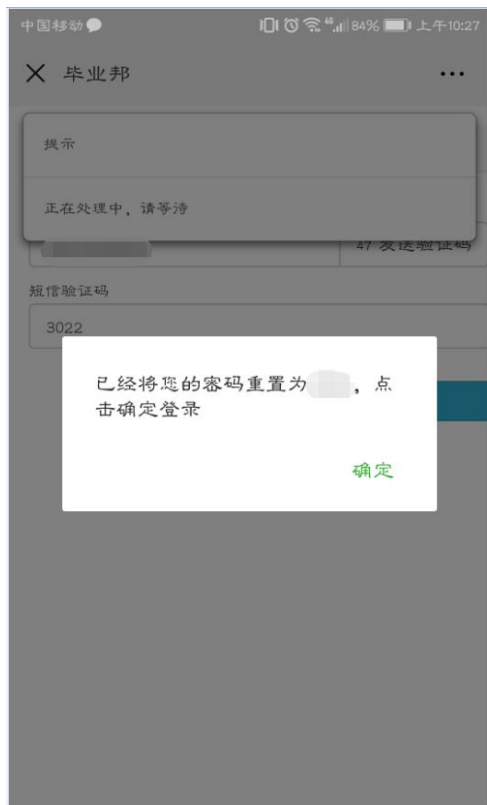 中国移动
84% 上午10:27
毕业邦
提示
正在处理中，请等待
47 发送验证码
短信验证码
3022
已经将您的密码重置为 ，点
击确定登录
确定